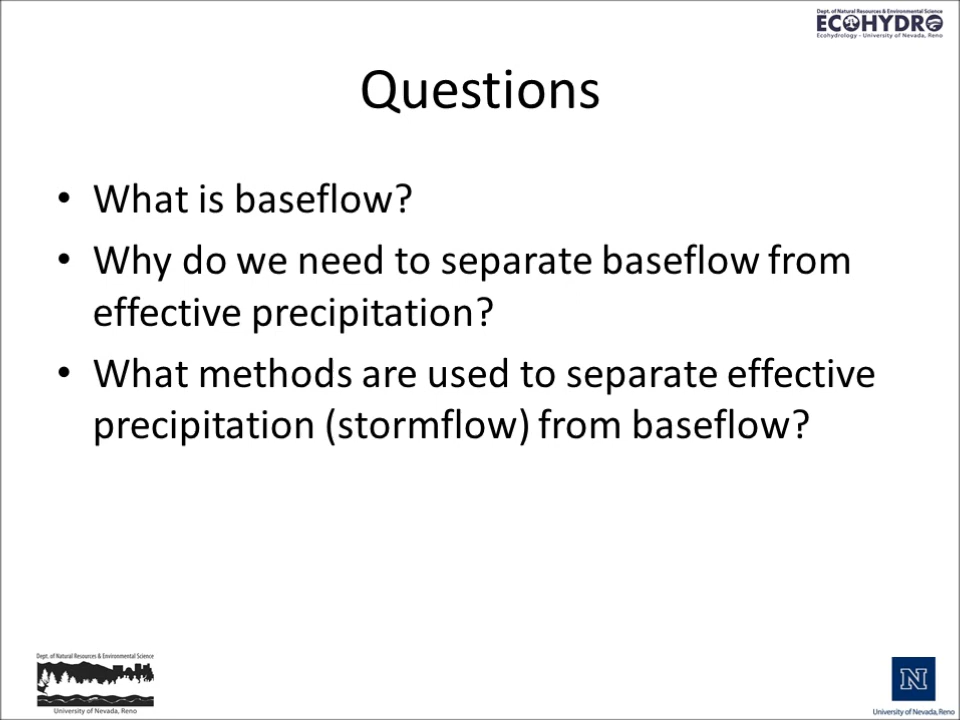 Dept. of Natural Resources & Environmental Science
ECOHYDRO
Ecohydrology - University of Nevada, Reno
Questions
• What is baseflow?
• Why do we need to separate baseflow from
effective precipitation?
• What methods are used to separate effective
precipitation (stormflow) from baseflow?
Dept. of Natural Resources & Environmental Science
University of Nevada, Reno
N
University of Nevada, Reno